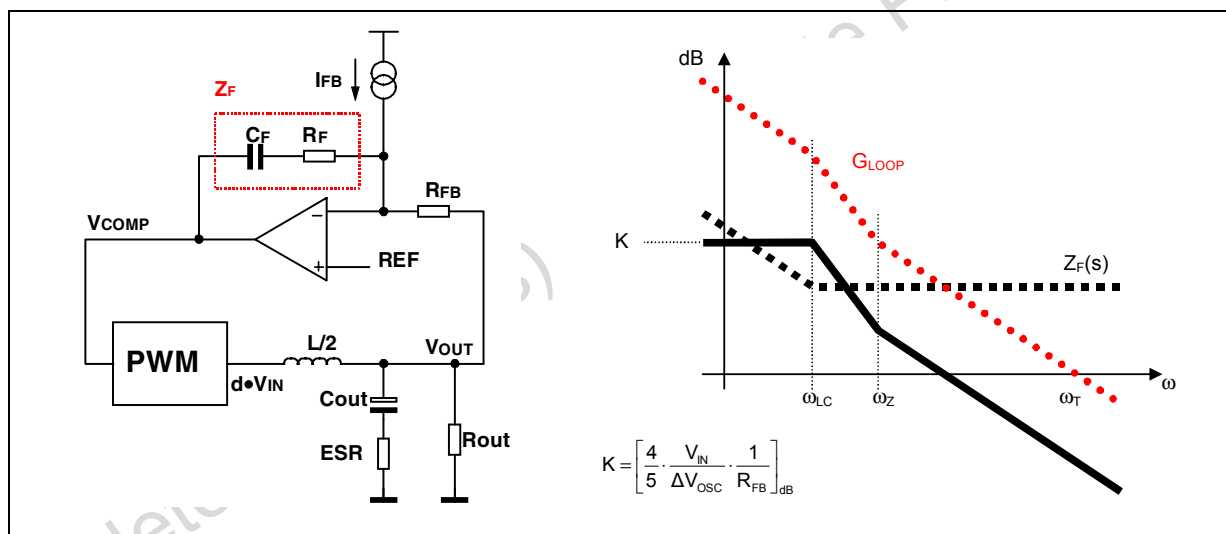 ZF
IFB
CF
RF
RFB
VCOMP
−
+
REF
PWM
d•VIN
L/2
VOUT
Cout
ESR
Rout
dB
GLOOP
K
ZF(s)
ωLC
ωZ
ωT
ω
K = [4/5 · VIN/ΔVOSC · 1/RFB]dB